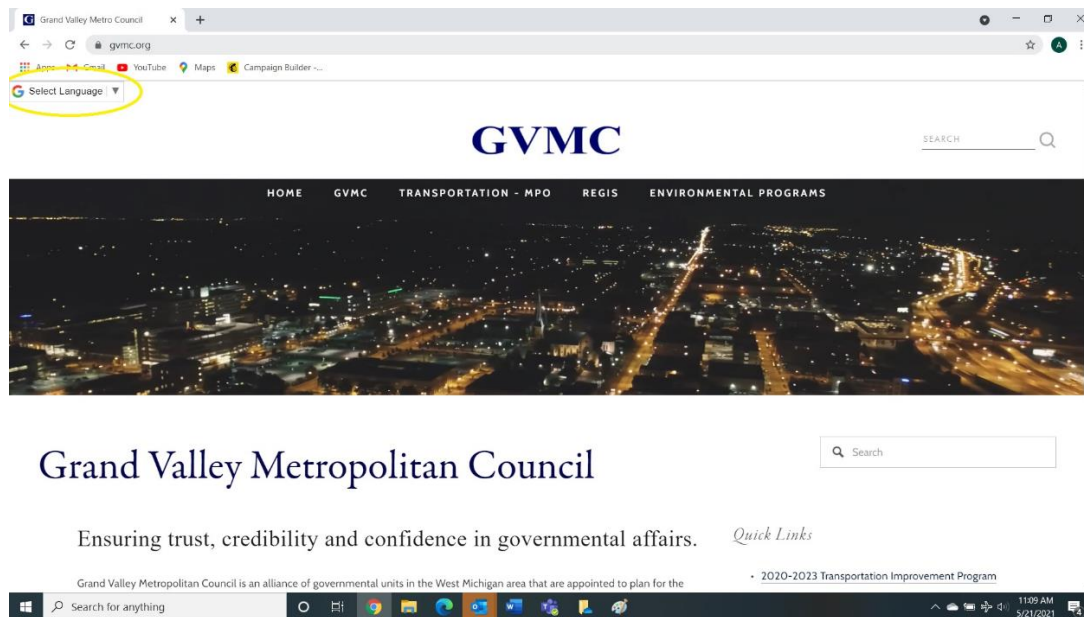 Grand Valley Metro Council
gvmc.org
A
Apps Gmail YouTube Maps Campaign Builder -...
Select Language
GVMC
SEARCH
HOME GVMC TRANSPORTATION - MPO REGIS ENVIRONMENTAL PROGRAMS
Grand Valley Metropolitan Council
Search
Ensuring trust, credibility and confidence in governmental affairs.
Quick Links
Grand Valley Metropolitan Council is an alliance of governmental units in the West Michigan area that are appointed to plan for the
• 2020-2023 Transportation Improvement Program
Search for anything
11:09 AM
5/21/2021